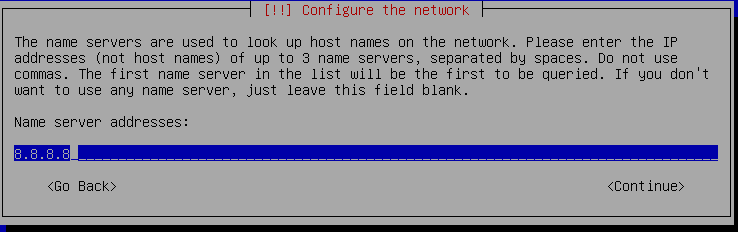 [!!] Configure the network
The name servers are used to look up host names on the network. Please enter the IP
addresses (not host names) of up to 3 name servers, separated by spaces. Do not use
commas. The first name server in the list will be the first to be queried. If you don't
want to use any name server, just leave this field blank.
Name server addresses:
8.8.8.8
<Go Back> <Continue>